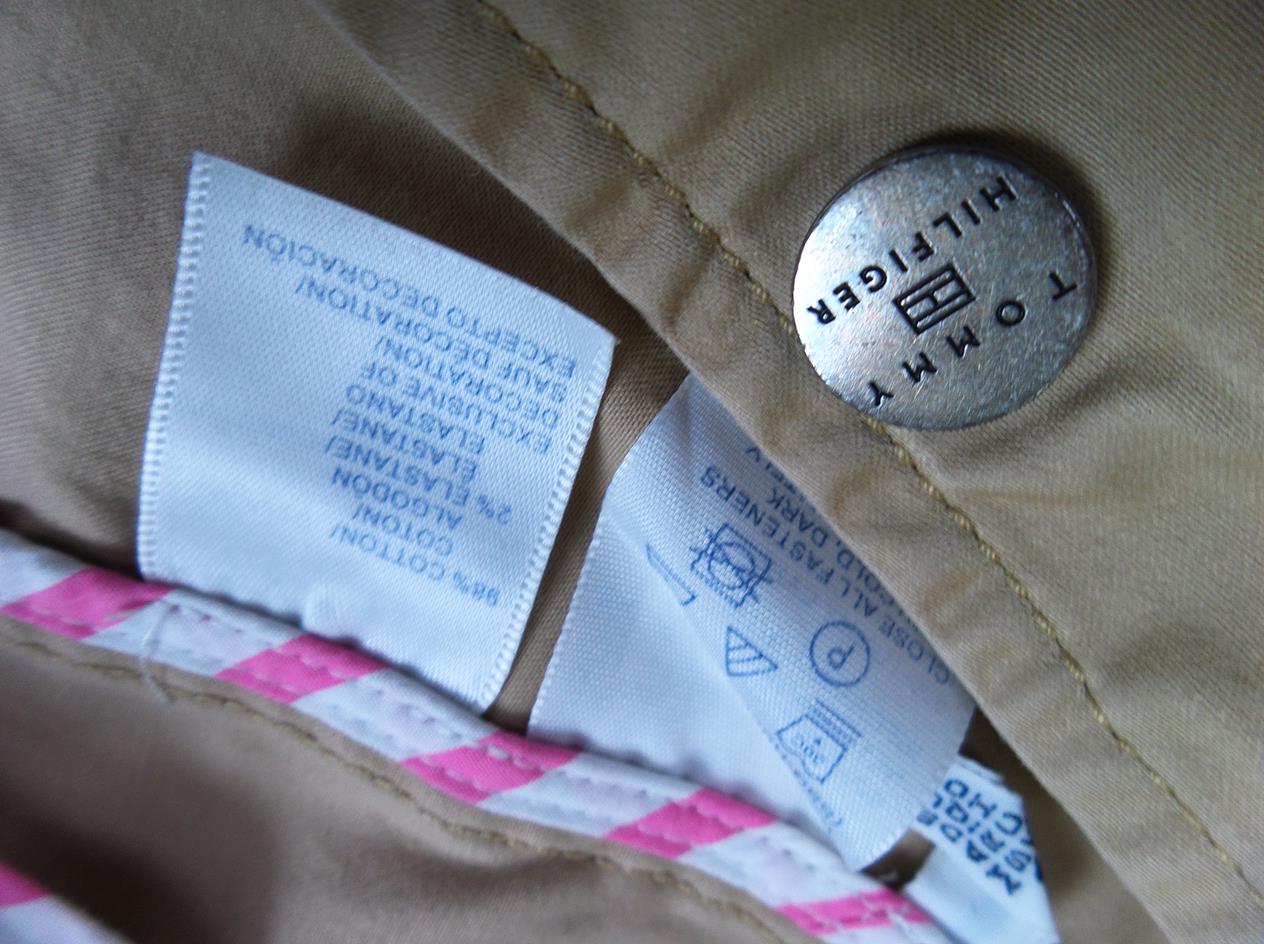 TOMMY
HILFIGER
98% COTTON/
COTON/
ALGODÓN
2% ELASTANE/
ELASTANE/
ELASTANO
EXCLUSIVE OF
DECORATION/
SAUF DÉCORATION/
EXCEPTO DECORACIÓN
30C
P
CLOSE ALL FASTENERS
COLD. DARK